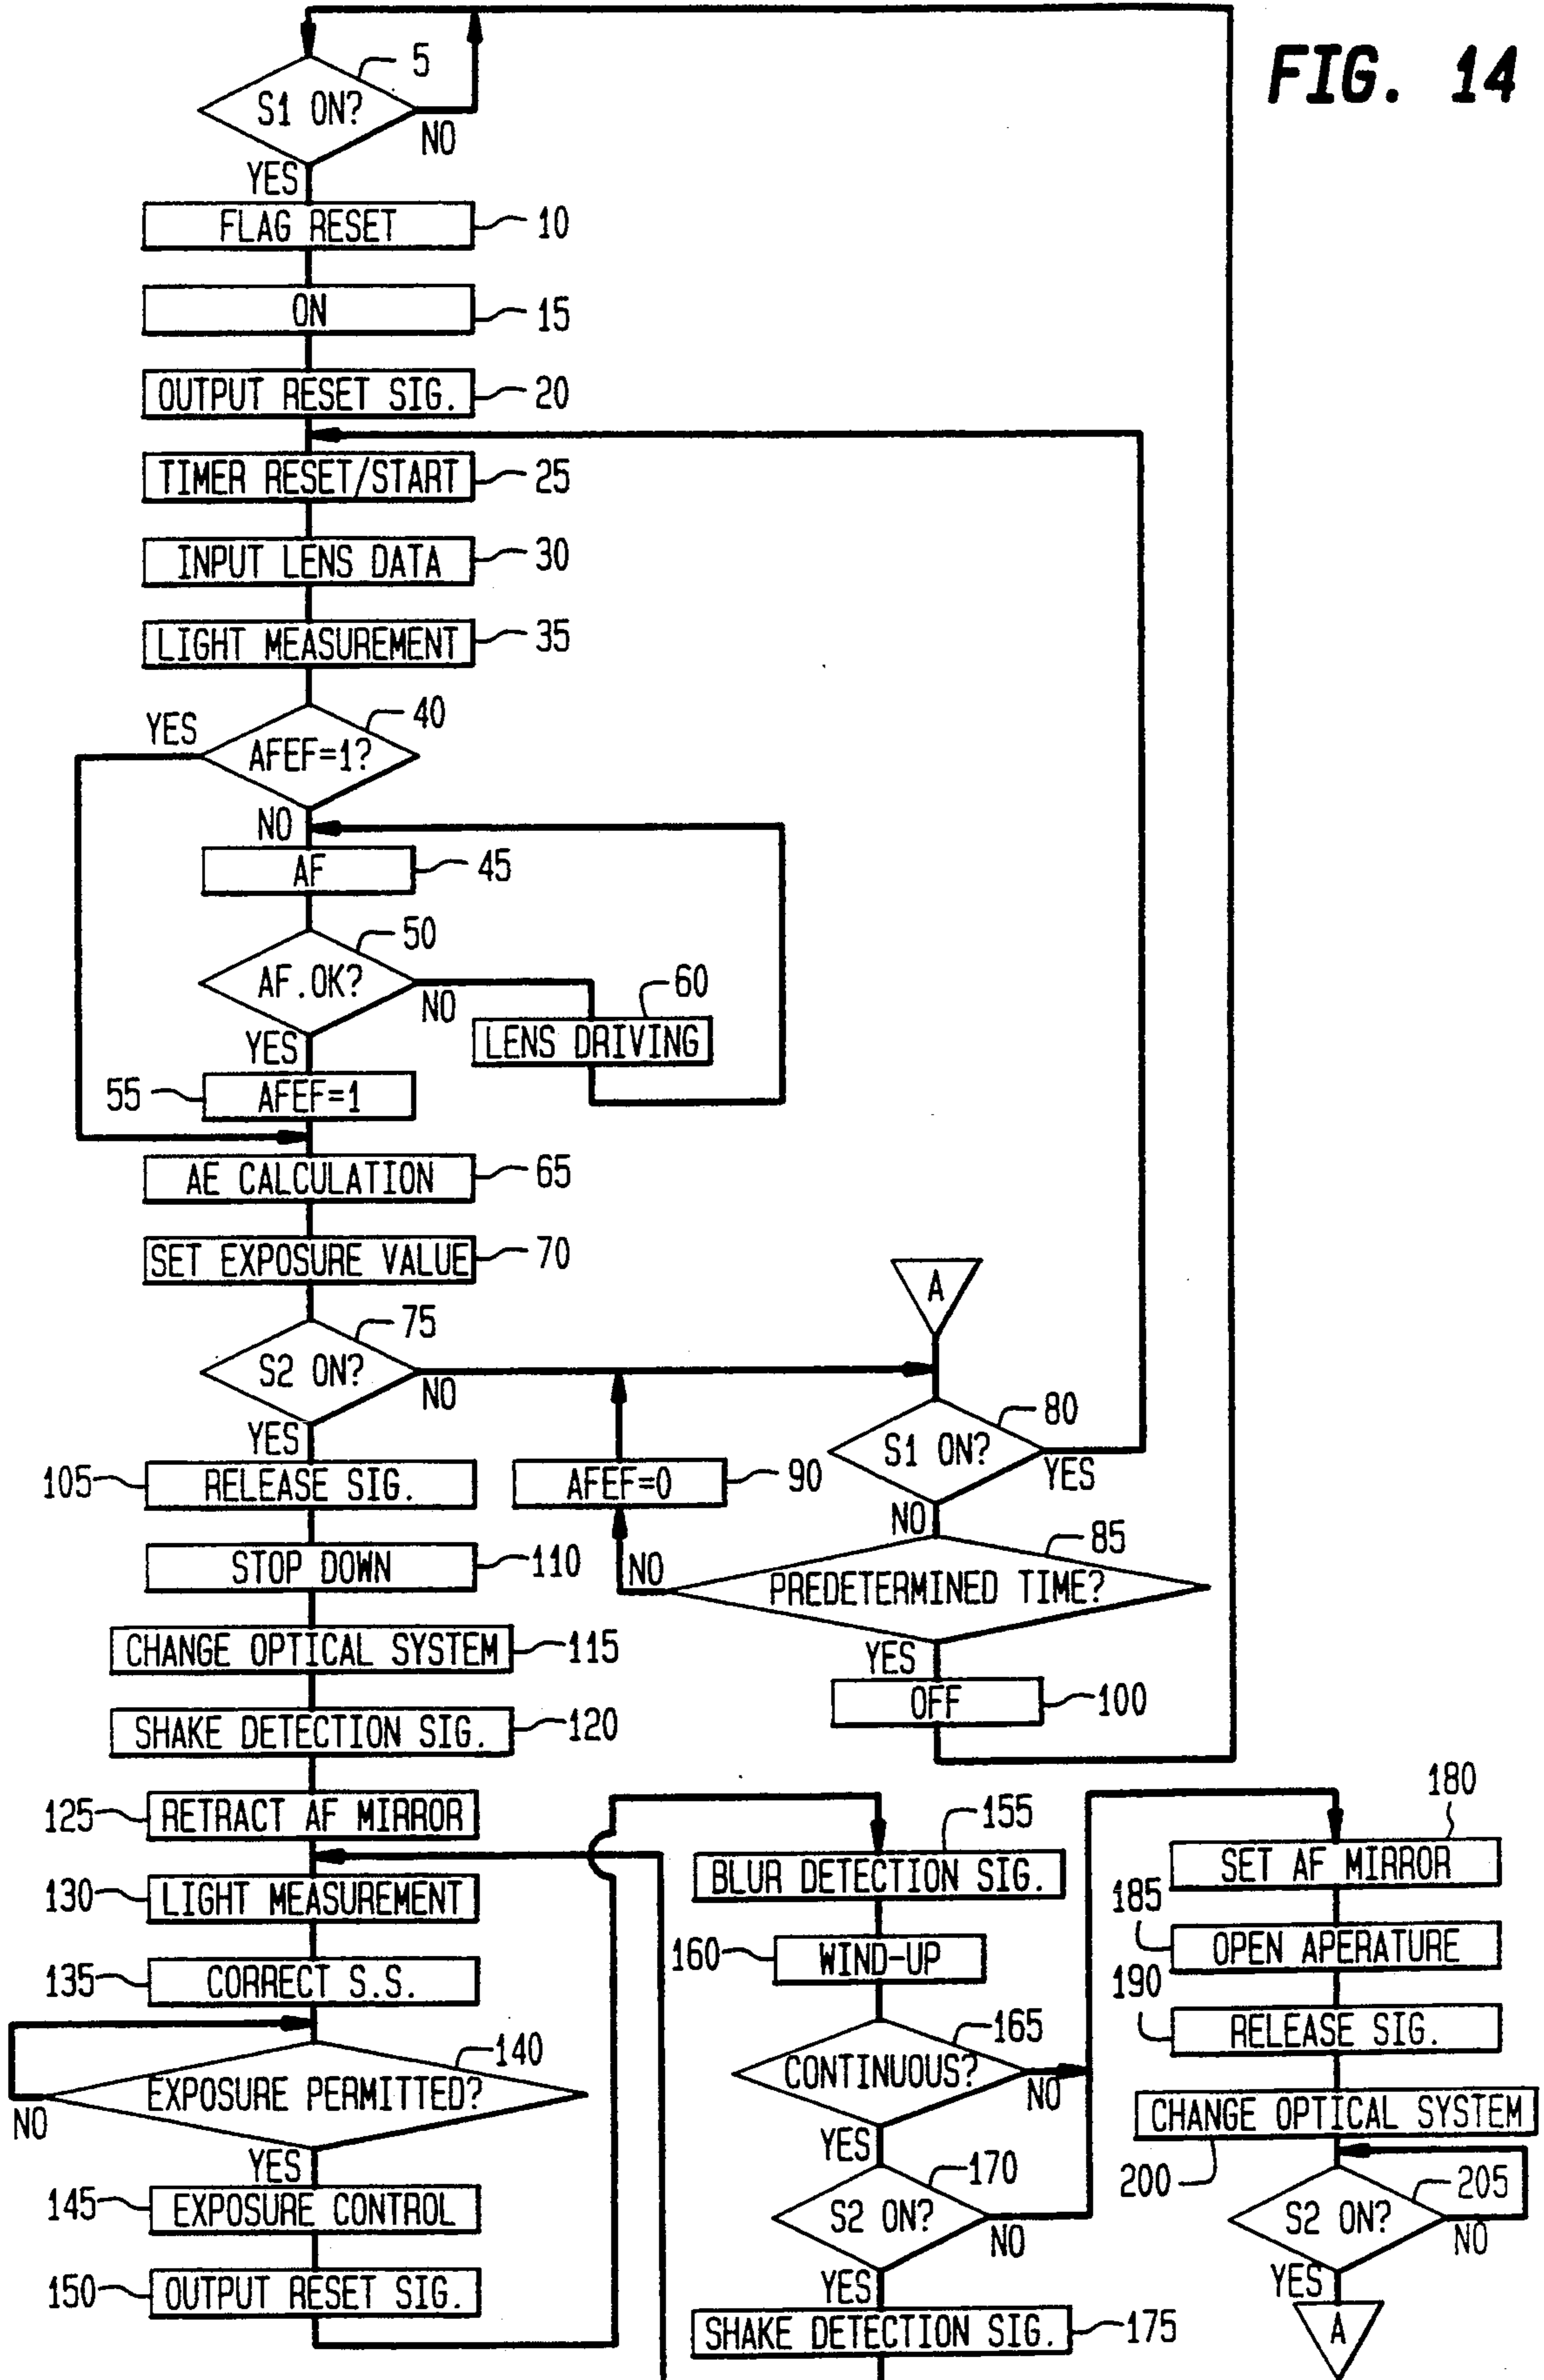 FIG. 14
5
S1 ON?
NO
YES
FLAG RESET
10
ON
15
OUTPUT RESET SIG.
20
TIMER RESET/START
25
INPUT LENS DATA
30
LIGHT MEASUREMENT
35
40
YES
AFEF=1?
NO
AF
45
50
AF.OK?
NO
60
LENS DRIVING
YES
55
AFEF=1
AE CALCULATION
65
SET EXPOSURE VALUE
70
75
S2 ON?
NO
YES
A
80
S1 ON?
YES
NO
AFEF=0
90
85
PREDETERMINED TIME?
NO
YES
OFF
100
105
RELEASE SIG.
STOP DOWN
110
CHANGE OPTICAL SYSTEM
115
SHAKE DETECTION SIG.
120
125
RETRACT AF MIRROR
130
LIGHT MEASUREMENT
135
CORRECT S.S.
140
EXPOSURE PERMITTED?
NO
YES
145
EXPOSURE CONTROL
150
OUTPUT RESET SIG.
155
BLUR DETECTION SIG.
160
WIND-UP
165
CONTINUOUS?
NO
YES
170
S2 ON?
NO
YES
SHAKE DETECTION SIG.
175
180
SET AF MIRROR
185
OPEN APERATURE
190
RELEASE SIG.
CHANGE OPTICAL SYSTEM
200
205
S2 ON?
NO
YES
A